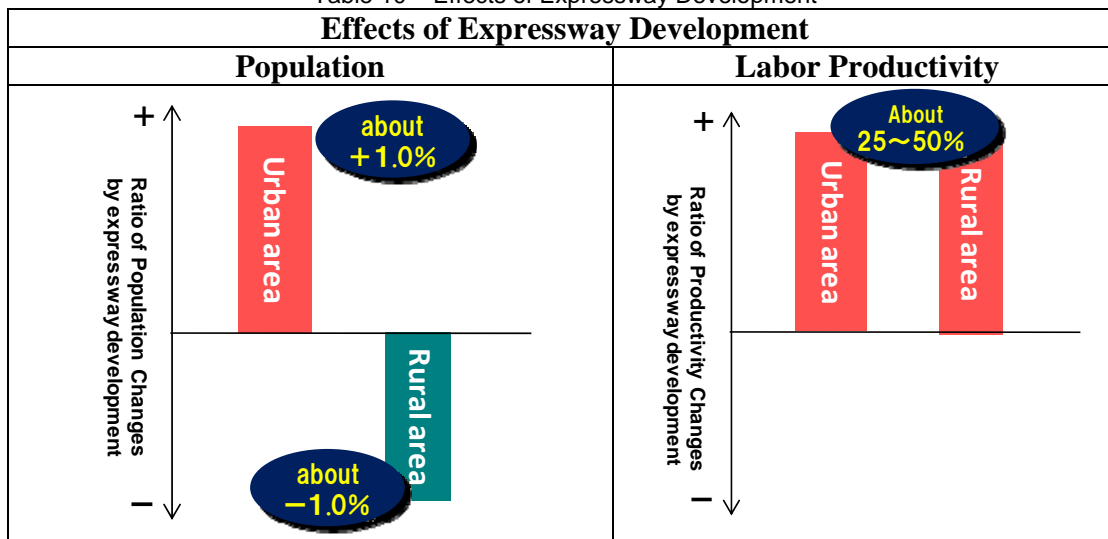 Effects of Expressway Development
Population
Labor Productivity
+
about
+1.0%
Urban area
Ratio of Population Changes
by expressway development
Rural area
about
−1.0%
−
+
About
25～50%
Urban area
Rural area
Ratio of Productivity Changes
by expressway development
−